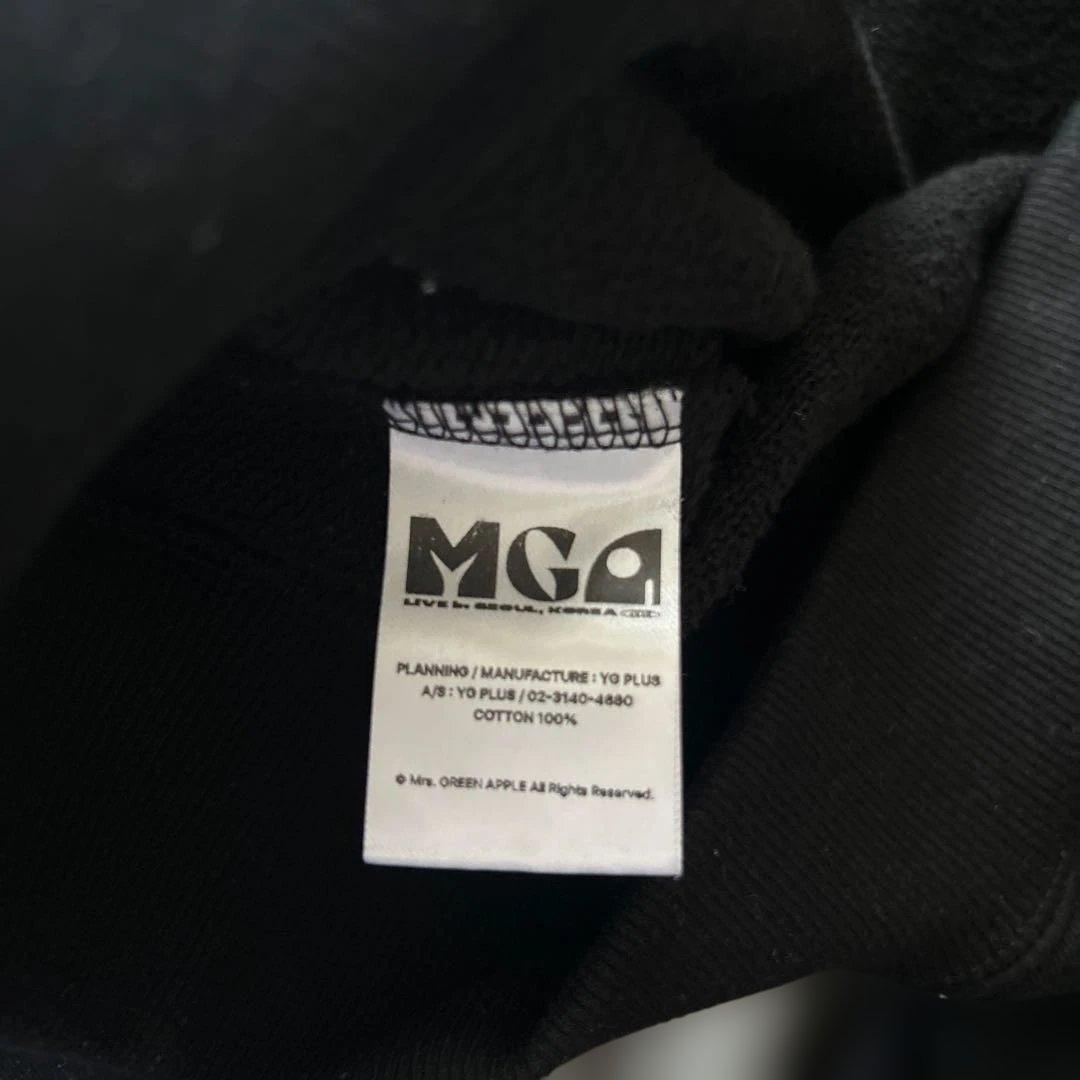 MGA
LIVE in SEOUL, KOREA
PLANNING / MANUFACTURE : YG PLUS
A/S : YG PLUS / 02-3140-4680
COTTON 100%
© Mrs. GREEN APPLE All Rights Reserved.